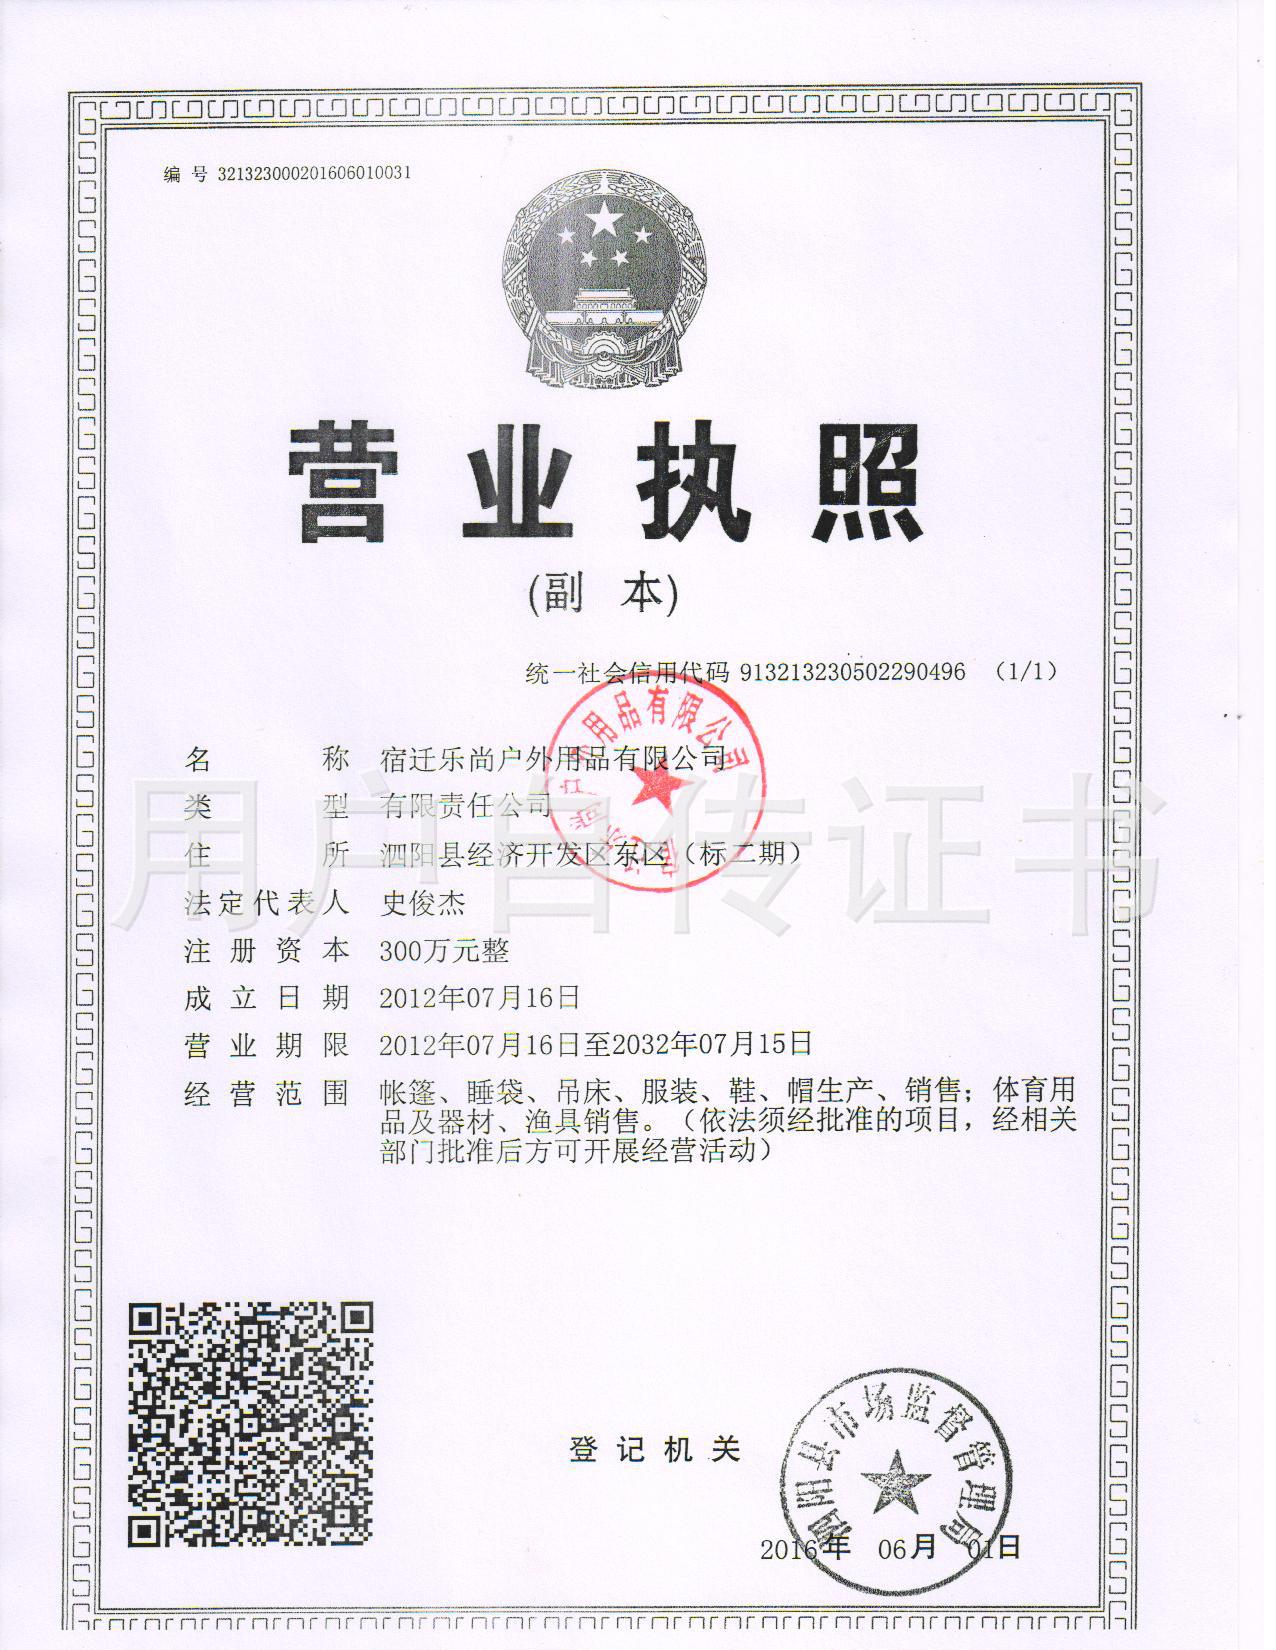 编 号 321323000201606010031
营业执照
(副 本)
统一社会信用代码 913213230502290496 （1/1）
名 称 宿迁乐尚户外用品有限公司
类 型 有限责任公司
住 所 泗阳县经济开发区东区（标二期）
法定代表人 史俊杰
注册资本 300万元整
成立日期 2012年07月16日
营业期限 2012年07月16日至2032年07月15日
经营范围 帐篷、睡袋、吊床、服装、鞋、帽生产、销售；体育用
品及器材、渔具销售。（依法须经批准的项目，经相关
部门批准后方可开展经营活动）
用户自传证书
宿迁乐尚户外用品有限公司
登记机关
泗阳县市场监督管理局
2016年 06月 01日